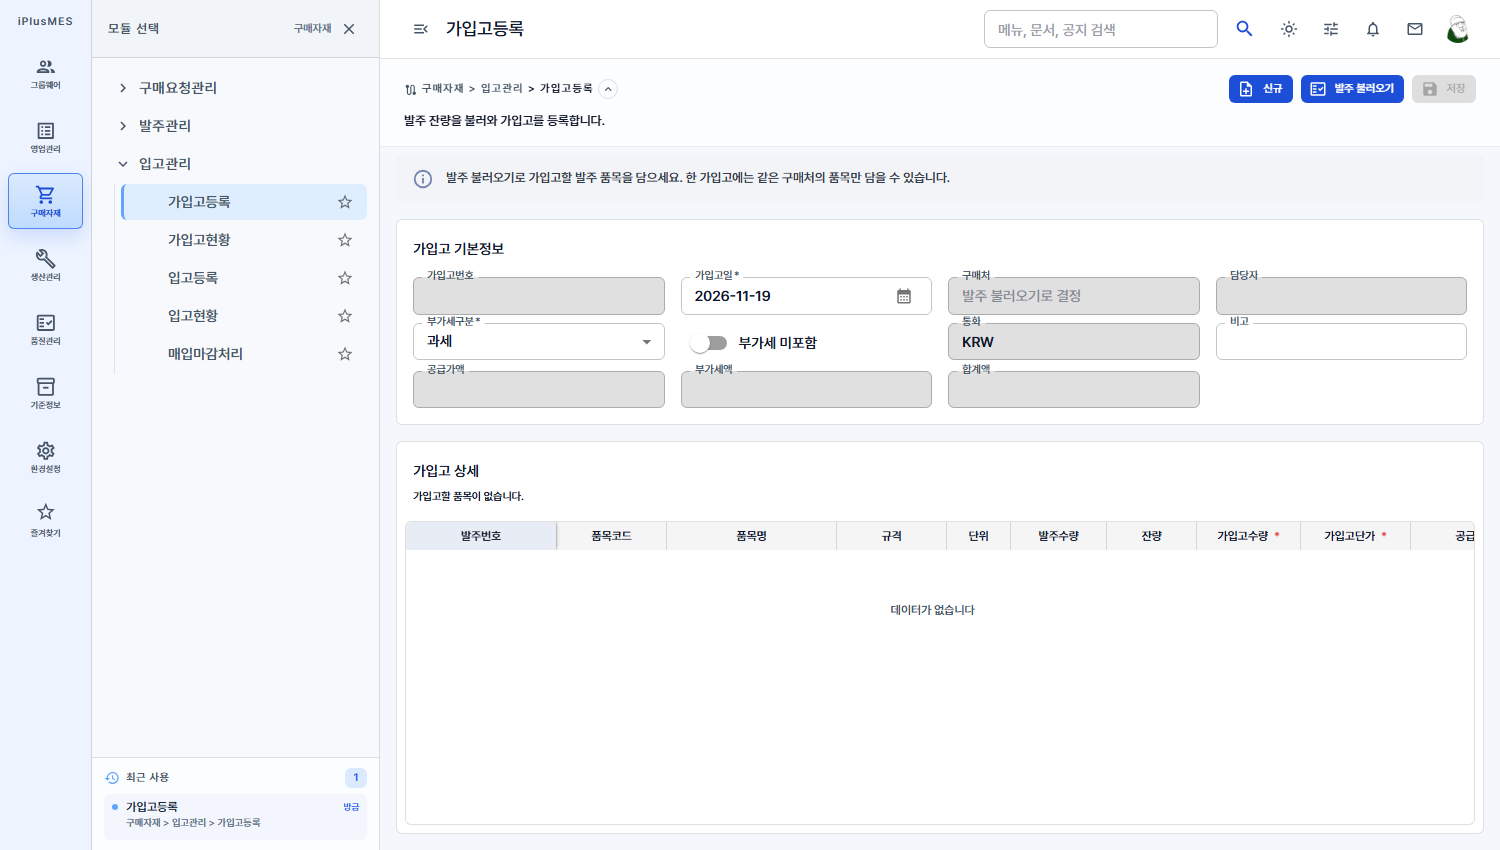 iPlusMES
그룹웨어
영업관리
구매자재
생산관리
품질관리
기준정보
환경설정
즐겨찾기
모듈 선택
구매자재
구매요청관리
발주관리
입고관리
가입고등록
가입고현황
입고등록
입고현황
매입마감처리
최근 사용
1
가입고등록
방금
구매자재 > 입고관리 > 가입고등록
가입고등록
메뉴, 문서, 공지 검색
구매자재 > 입고관리 > 가입고등록
신규
발주 불러오기
저장
발주 잔량을 불러와 가입고를 등록합니다.
발주 불러오기로 가입고할 발주 품목을 담으세요. 한 가입고에는 같은 구매처의 품목만 담을 수 있습니다.
가입고 기본정보
가입고번호
가입고일 *
2026-11-19
구매처
발주 불러오기로 결정
담당자
부가세구분 *
과세
부가세 미포함
통화
KRW
비고
공급가액
부가세액
합계액
가입고 상세
가입고할 품목이 없습니다.
발주번호
품목코드
품목명
규격
단위
발주수량
잔량
가입고수량 *
가입고단가 *
공급
데이터가 없습니다